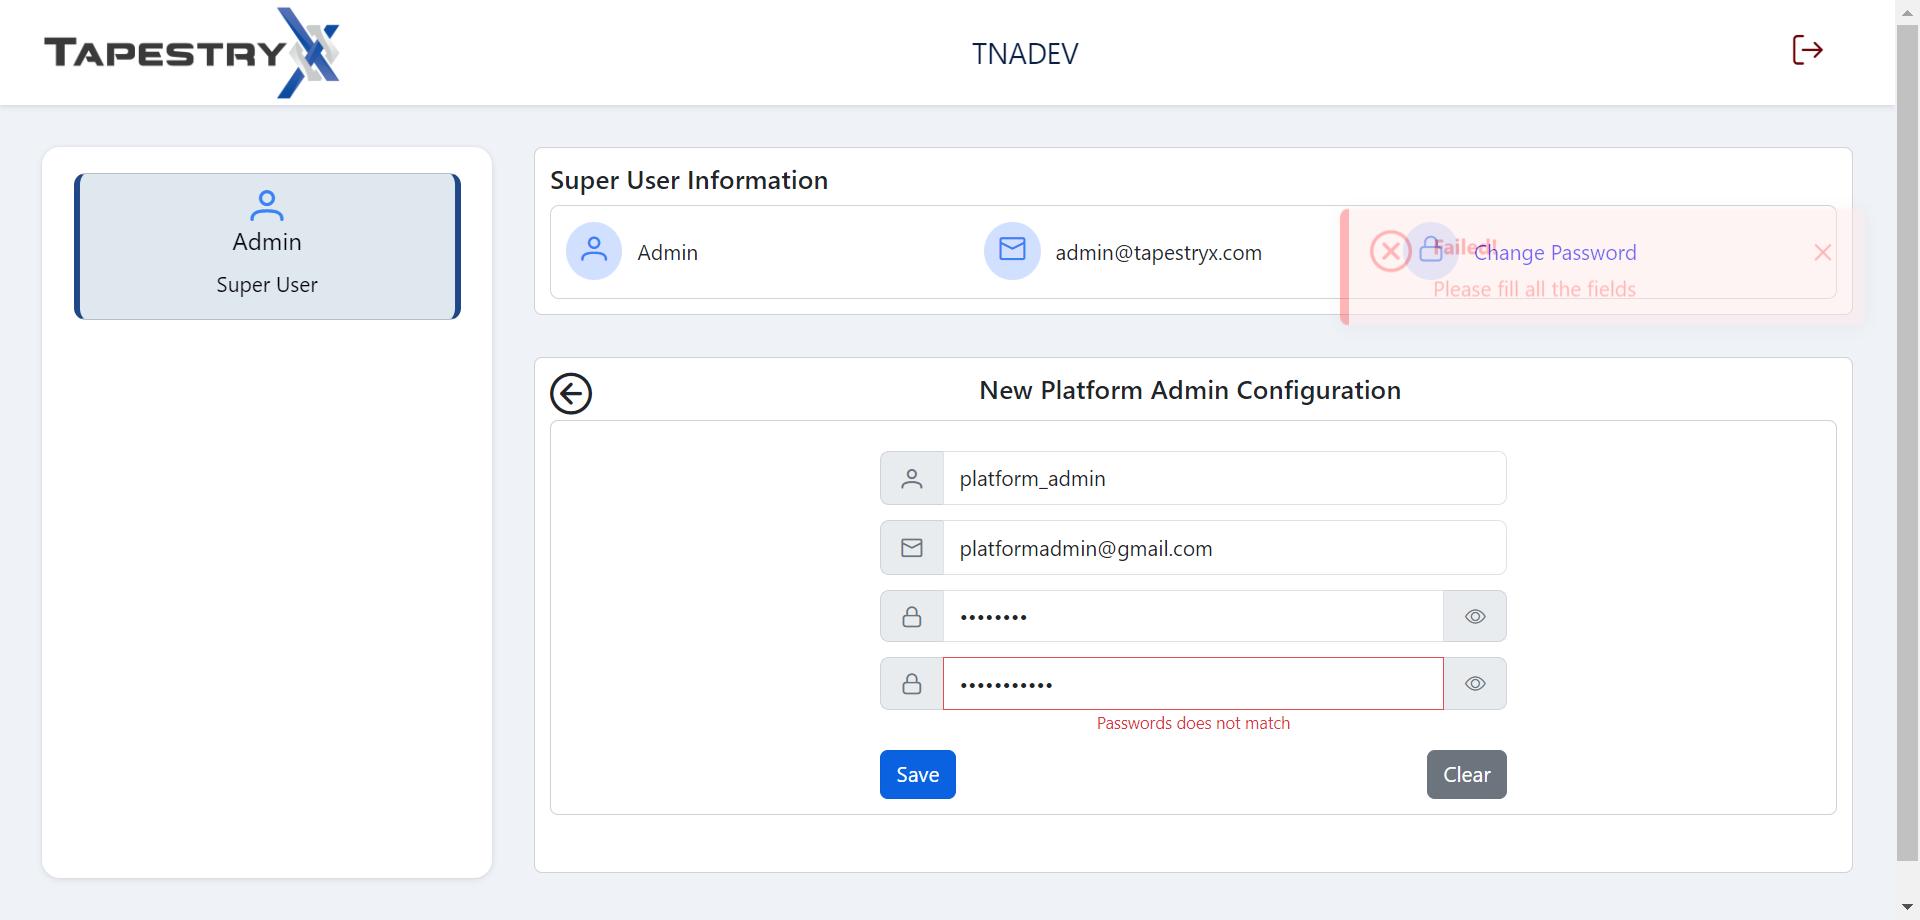 TAPESTRYX
TNADEV
Admin
Super User
Super User Information
Admin
admin@tapestryx.com
Change Password
Failed!
Please fill all the fields
New Platform Admin Configuration
platform_admin
platformadmin@gmail.com
••••••••
•••••••••••
Passwords does not match
Save
Clear